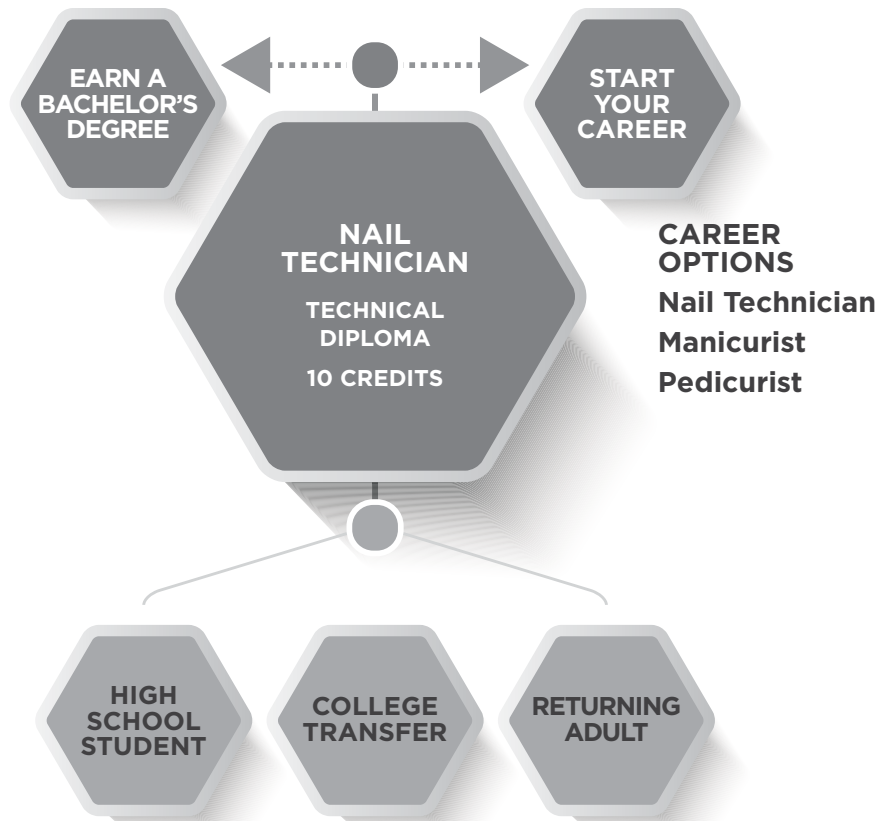 EARN A
BACHELOR'S
DEGREE
START
YOUR
CAREER
NAIL
TECHNICIAN
TECHNICAL
DIPLOMA
10 CREDITS
CAREER
OPTIONS
Nail Technician
Manicurist
Pedicurist
HIGH
SCHOOL
STUDENT
COLLEGE
TRANSFER
RETURNING
ADULT